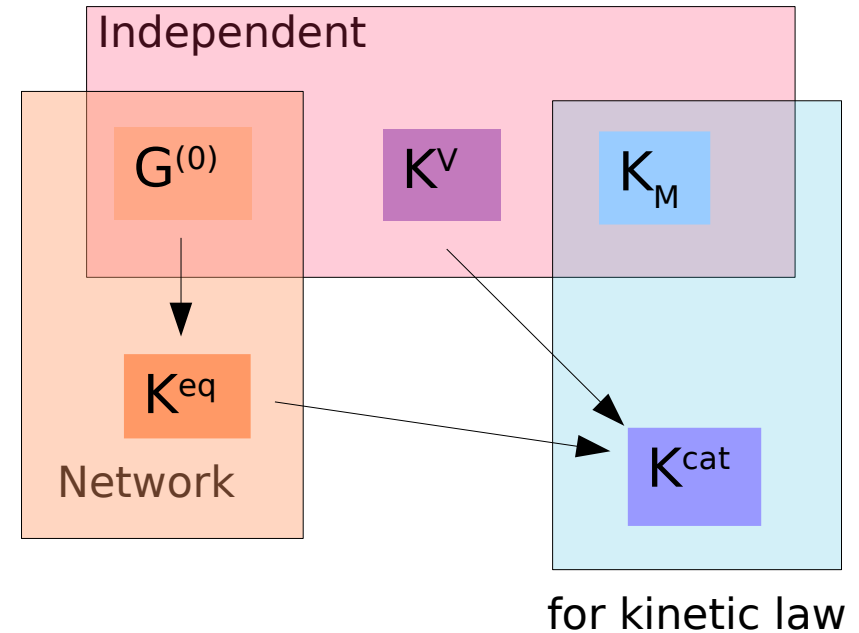 Independent
G(0)
KV
KM
Keq
Kcat
Network
for kinetic law